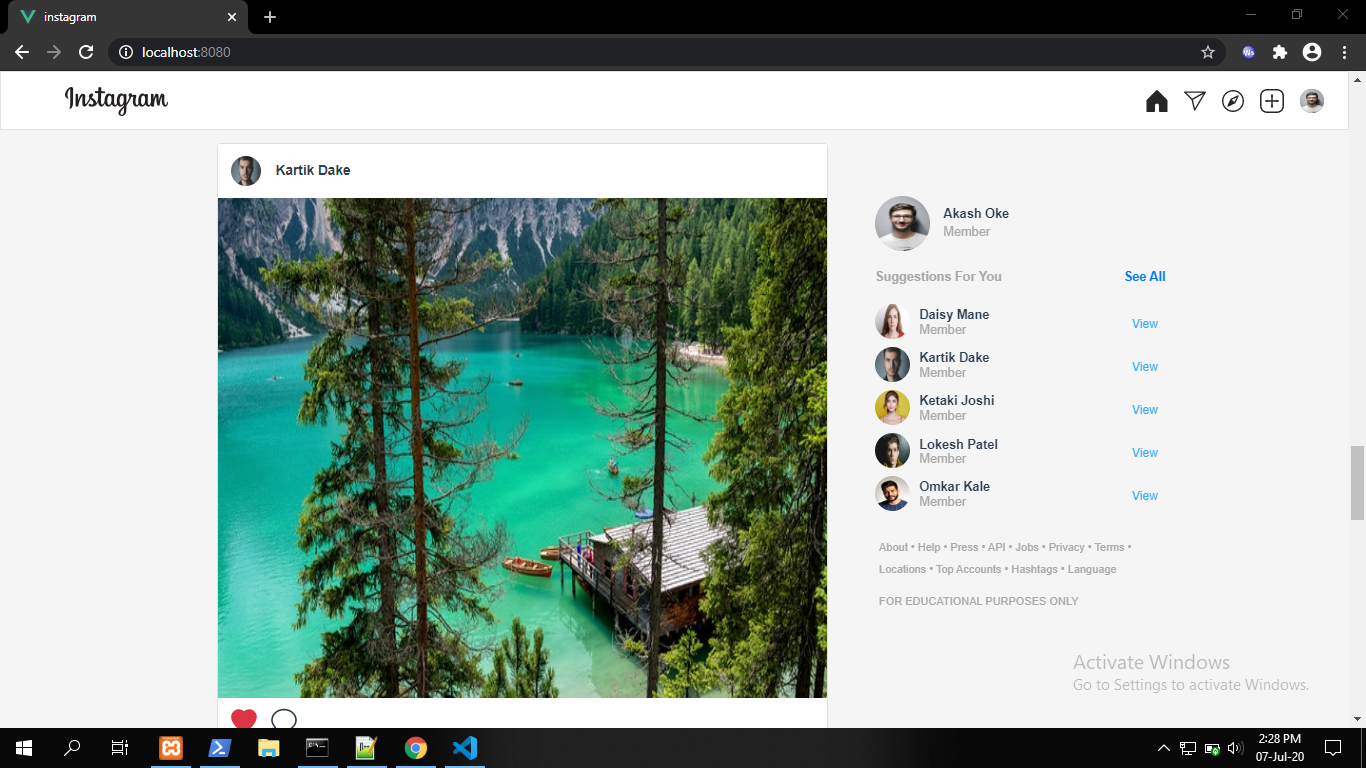 instagram
localhost:8080
Instagram
Kartik Dake
Akash Oke
Member
Suggestions For You
See All
Daisy Mane
Member
View
Kartik Dake
Member
View
Ketaki Joshi
Member
View
Lokesh Patel
Member
View
Omkar Kale
Member
View
About • Help • Press • API • Jobs • Privacy • Terms •
Locations • Top Accounts • Hashtags • Language
FOR EDUCATIONAL PURPOSES ONLY
Activate Windows
Go to Settings to activate Windows.
2:28 PM
07-Jul-20